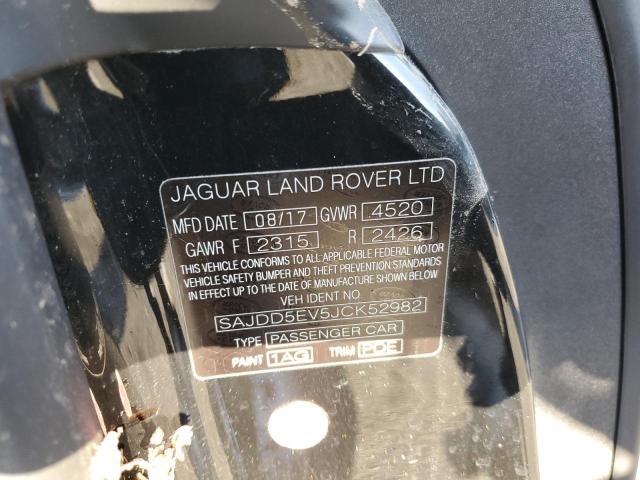 JAGUAR LAND ROVER LTD
MFD DATE 08/17 GVWR 4520
GAWR F 2315 R 2426
THIS VEHICLE CONFORMS TO ALL APPLICABLE FEDERAL MOTOR
VEHICLE SAFETY BUMPER AND THEFT PREVENTION STANDARDS
IN EFFECT UP TO THE DATE OF MANUFACTURE SHOWN BELOW
VEH IDENT NO
SAJDD5EV5JCK52982
TYPE PASSENGER CAR
PAINT 1AG TRIM PDE